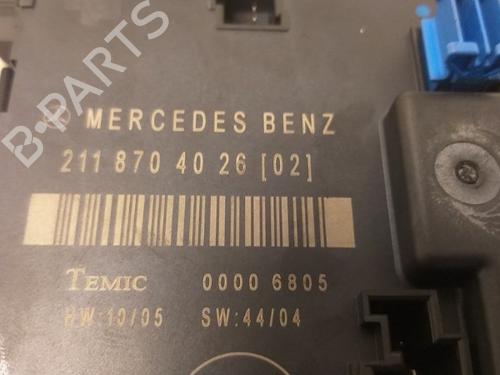 B-PARTS
MERCEDES BENZ
211 870 40 26 [02]
TEMIC 0000 6805
HW:10/05 SW:44/04